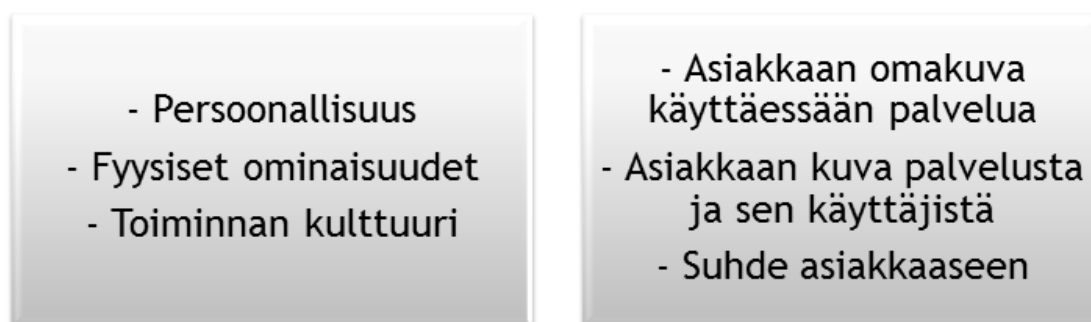 - Persoonallisuus
- Fyysiset ominaisuudet
- Toiminnan kulttuuri
- Asiakkaan omakuva
käyttäessään palvelua
- Asiakkaan kuva palvelusta
ja sen käyttäjistä
- Suhde asiakkaaseen